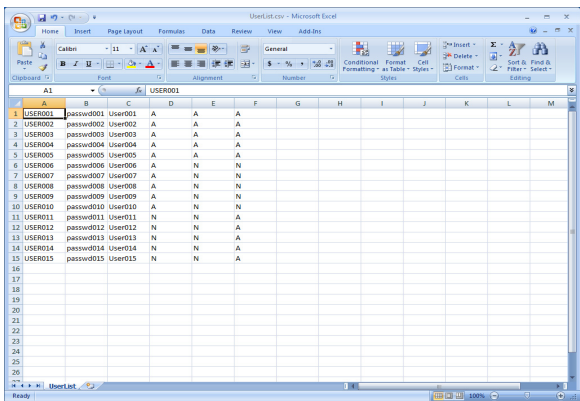 UserList.csv - Microsoft Excel
Home Insert Page Layout Formulas Data Review View Add-Ins
Calibri 11 A A General Insert
Paste B I U A $ % , Conditional Format Cell Delete Sort & Find &
Formatting as Table Styles Format Filter Select
Clipboard Font Alignment Number Styles Cells Editing
A1 fx USER001
A B C D E F G H I J K L M
1 USER001 passwd001 User001 A A A
2 USER002 passwd002 User002 A A A
3 USER003 passwd003 User003 A A A
4 USER004 passwd004 User004 A A A
5 USER005 passwd005 User005 A A A
6 USER006 passwd006 User006 A N N
7 USER007 passwd007 User007 A N N
8 USER008 passwd008 User008 A N N
9 USER009 passwd009 User009 A N N
10 USER010 passwd010 User010 A N N
11 USER011 passwd011 User011 N N A
12 USER012 passwd012 User012 N N A
13 USER013 passwd013 User013 N N A
14 USER014 passwd014 User014 N N A
15 USER015 passwd015 User015 N N A
16
17
18
19
20
21
22
23
24
25
26
UserList
Ready 100%